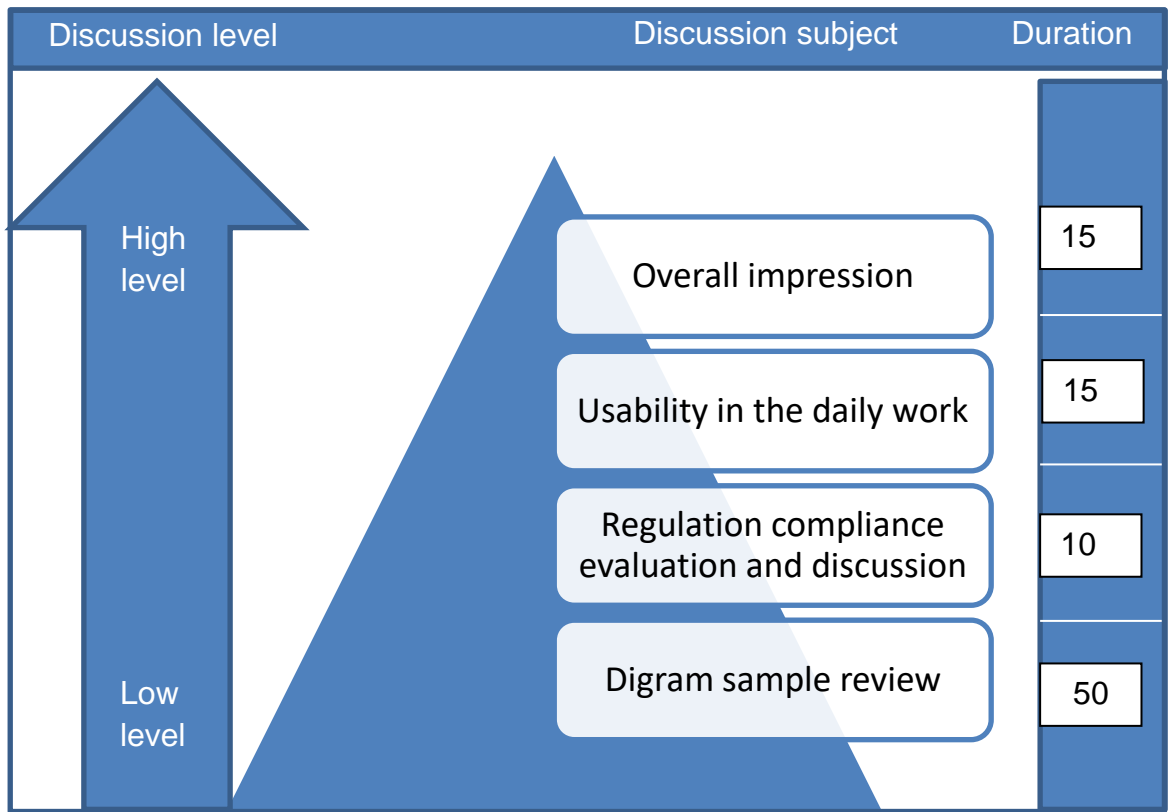 Discussion level
Discussion subject
Duration
High
level
Overall impression
15
Usability in the daily work
15
Regulation compliance
evaluation and discussion
10
Low
level
Digram sample review
50